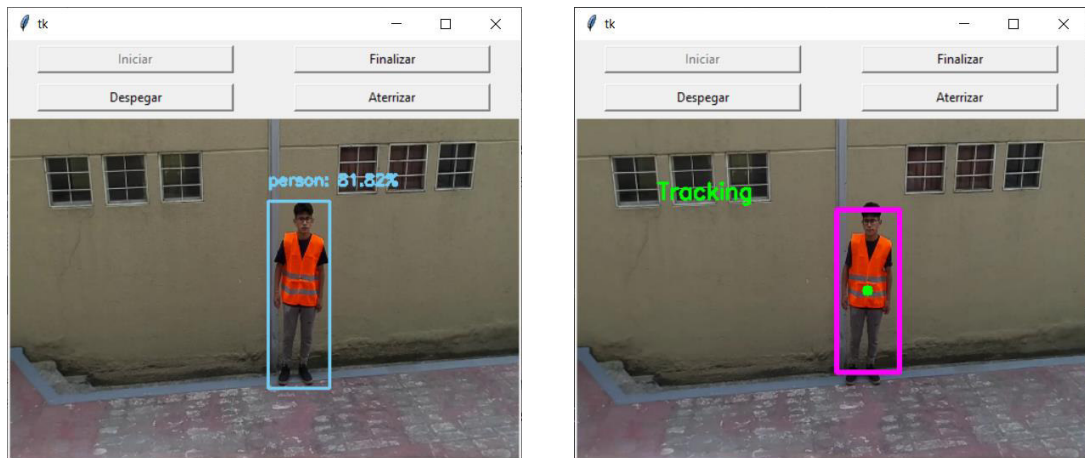 tk
Iniciar
Finalizar
Despegar
Aterrizar
person: 81.82%
tk
Iniciar
Finalizar
Despegar
Aterrizar
Tracking